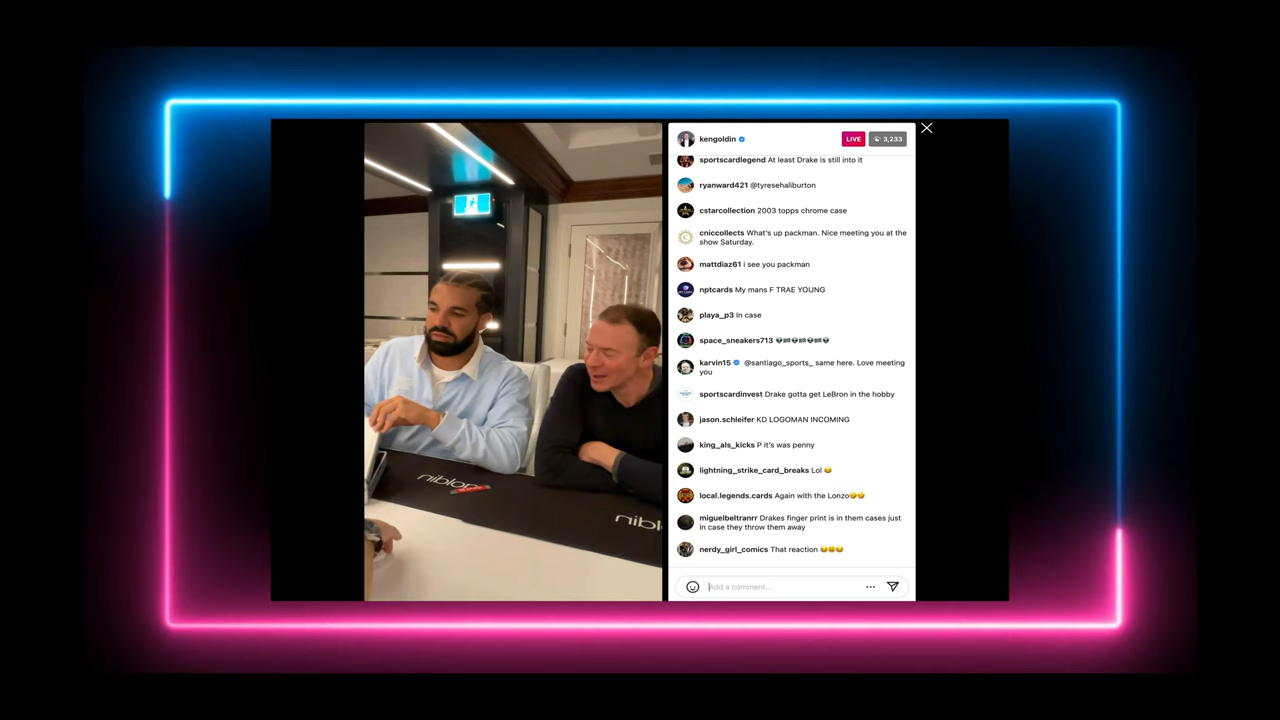 kengoldin
LIVE
3,233
sportscardlegend At least Drake is still into it
ryanward421 @tyresehaliburton
cstarcollection 2003 topps chrome case
cniccollects What's up packman. Nice meeting you at the
show Saturday.
mattdiaz61 i see you packman
nptcards My mans F TRAE YOUNG
playa_p3 In case
space_sneakers713
karvin15 @santiago_sports_ same here. Love meeting
you
sportscardinvest Drake gotta get LeBron in the hobby
jason.schleifer KD LOGOMAN INCOMING
king_als_kicks P it's was penny
lightning_strike_card_breaks Lol 😂
local.legends.cards Again with the Lonzo🤣🤣
miguelbeltranrr Drakes finger print is in them cases just
in case they throw them away
nerdy_girl_comics That reaction 😂😩😂
Add a comment...